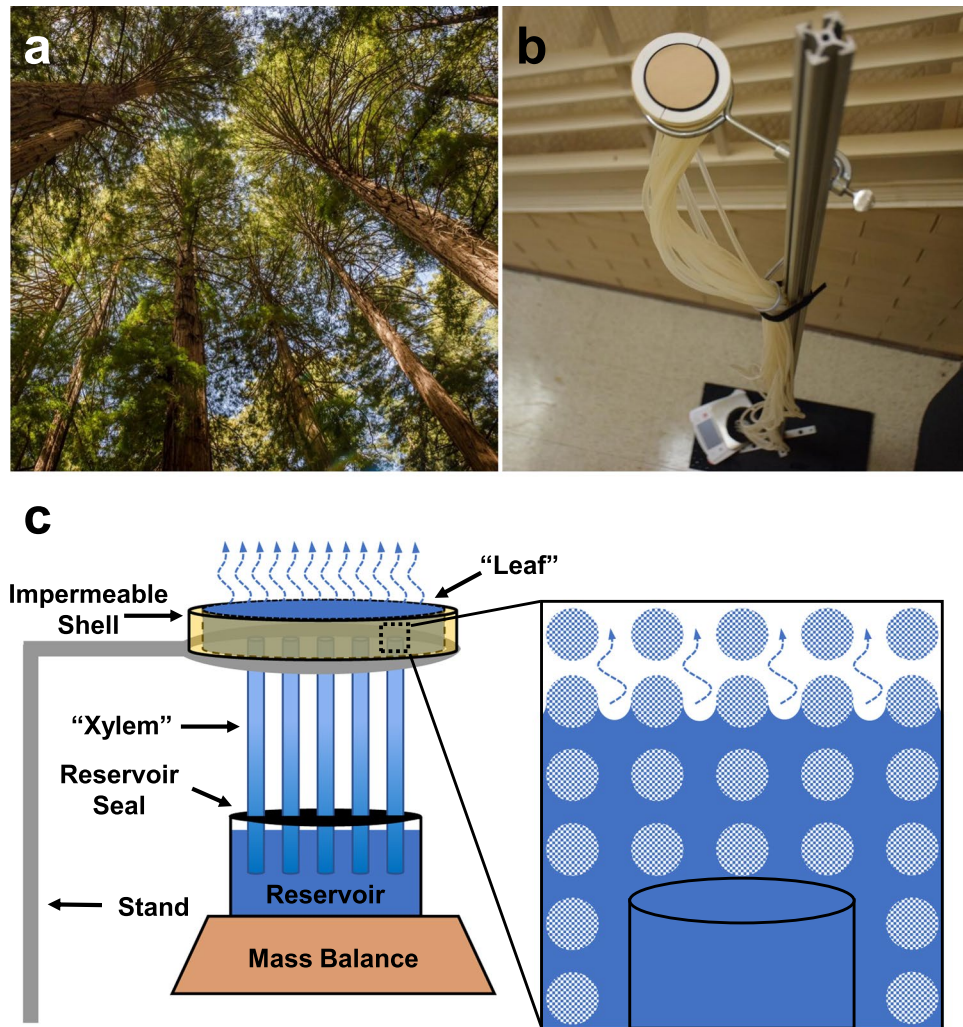 a
b
c
“Leaf”
Impermeable
Shell
“Xylem”
Reservoir
Seal
Reservoir
Stand
Mass Balance